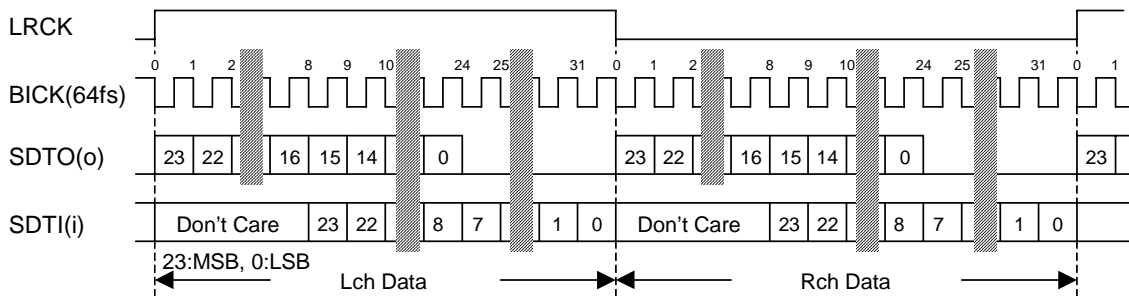 LRCK
0 1 2 8 9 10 24 25 31 0 1 2 8 9 10 24 25 31 0 1
BICK(64fs)
SDTO(o) 23 22 16 15 14 0 23 22 16 15 14 0 23
SDTI(i) Don't Care 23 22 8 7 1 0 Don't Care 23 22 8 7 1 0
23:MSB, 0:LSB
Lch Data Rch Data